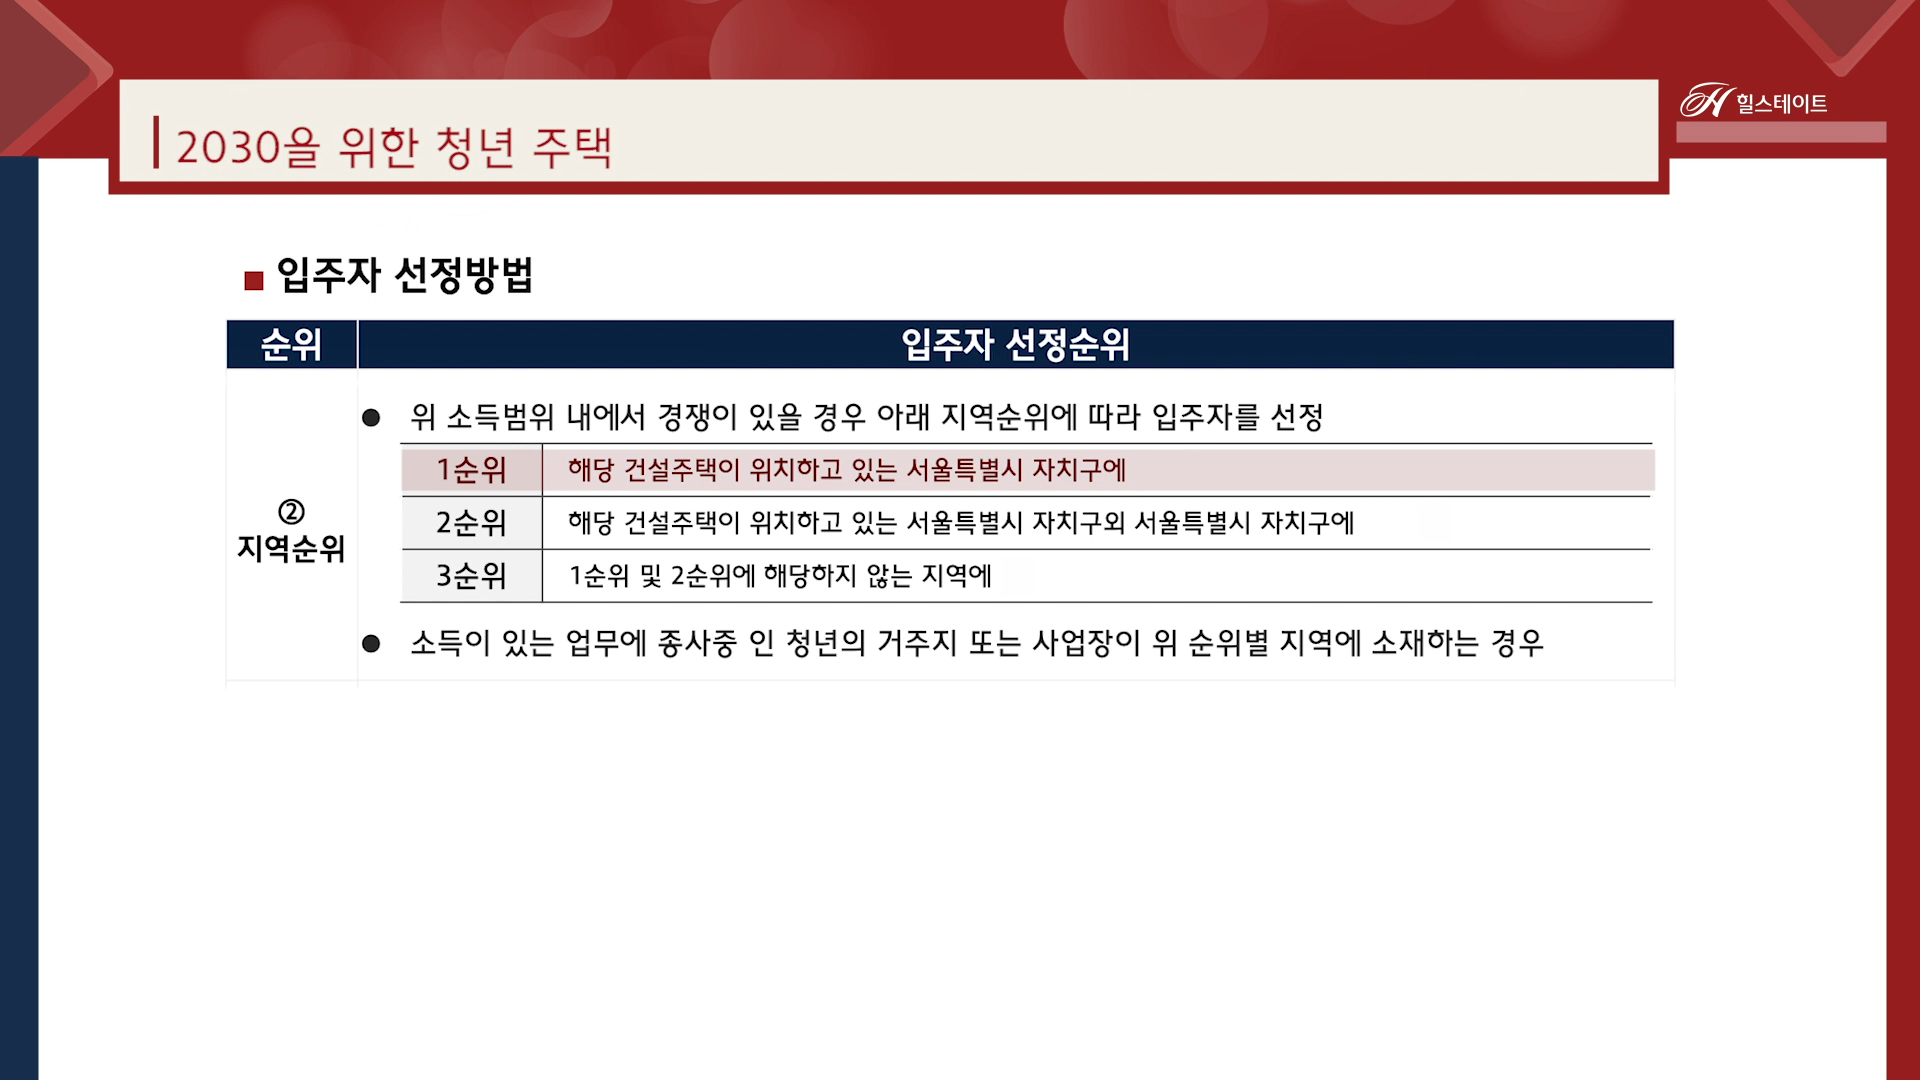 2030을 위한 청년 주택
힐스테이트
입주자 선정방법
순위 입주자 선정순위
② 지역순위
● 위 소득범위 내에서 경쟁이 있을 경우 아래 지역순위에 따라 입주자를 선정
1순위 해당 건설주택이 위치하고 있는 서울특별시 자치구에
2순위 해당 건설주택이 위치하고 있는 서울특별시 자치구외 서울특별시 자치구에
3순위 1순위 및 2순위에 해당하지 않는 지역에
● 소득이 있는 업무에 종사중 인 청년의 거주지 또는 사업장이 위 순위별 지역에 소재하는 경우